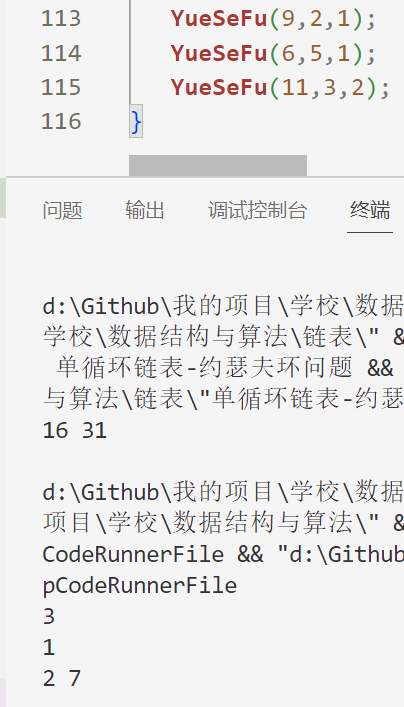 113 YueSeFu(9,2,1);
114 YueSeFu(6,5,1);
115 YueSeFu(11,3,2);
116 }
问题 输出 调试控制台 终端
d:\Github\我的项目\学校\数据
学校\数据结构与算法\链表\" &
单循环链表-约瑟夫环问题 &&
与算法\链表\"单循环链表-约瑟
16 31
d:\Github\我的项目\学校\数据
项目\学校\数据结构与算法\" &
CodeRunnerFile && "d:\Github
pCodeRunnerFile
3
1
2 7